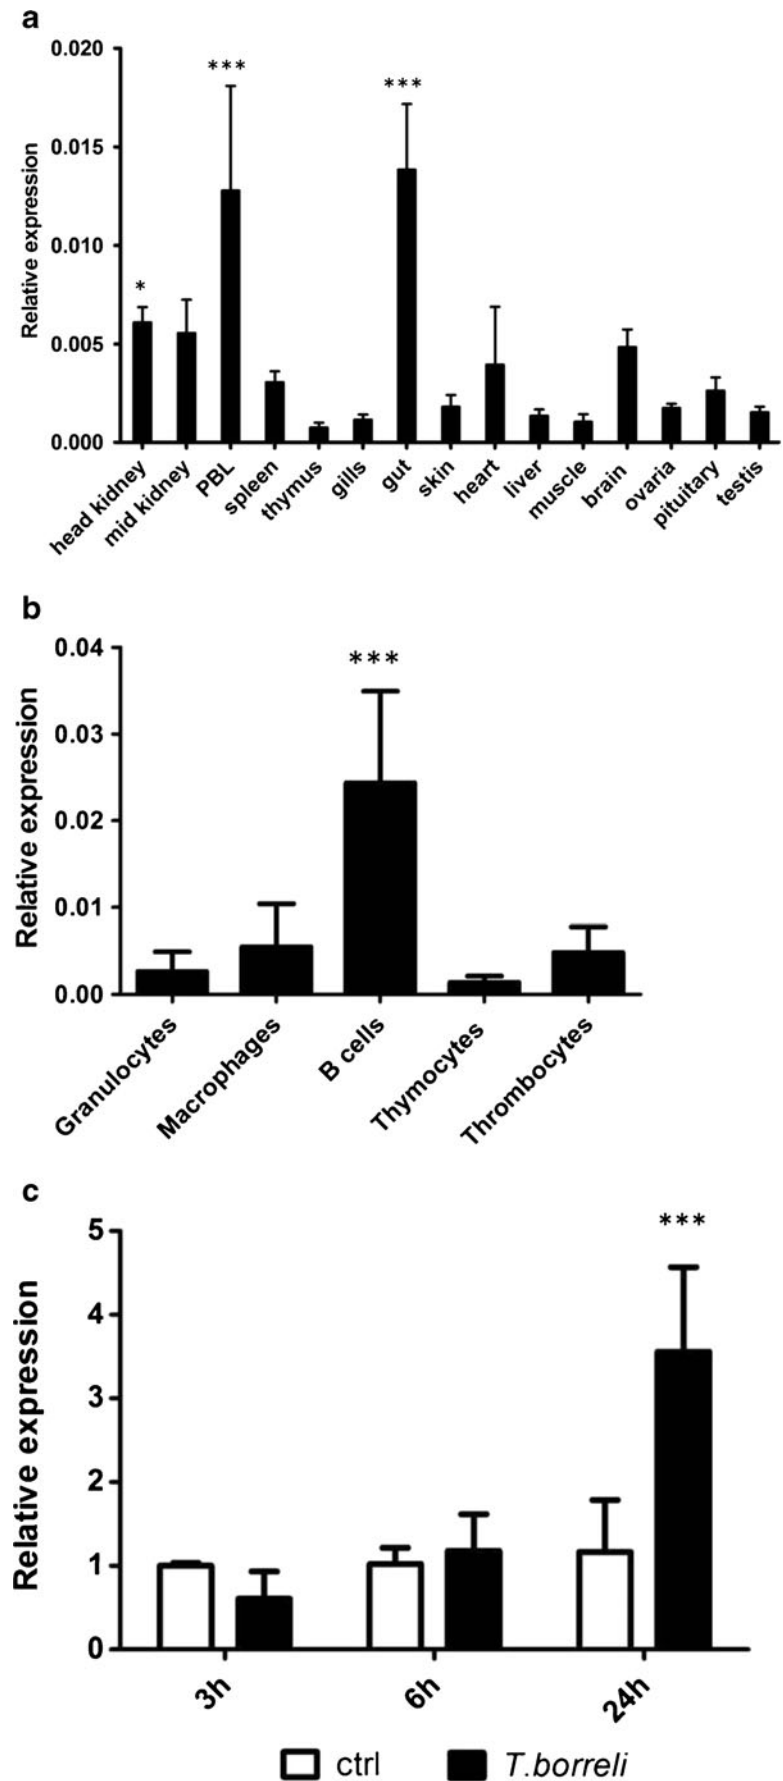 a
Relative expression
0.020
0.015
0.010
0.005
0.000
***
***
*
head kidney
mid kidney
PBL
spleen
thymus
gills
gut
skin
heart
liver
muscle
brain
ovaria
pituitary
testis
b
Relative expression
0.04
0.03
0.02
0.01
0.00
***
Granulocytes
Macrophages
B cells
Thymocytes
Thrombocytes
c
Relative expression
5
4
3
2
1
0
***
3h
6h
24h
ctrl
T.borreli